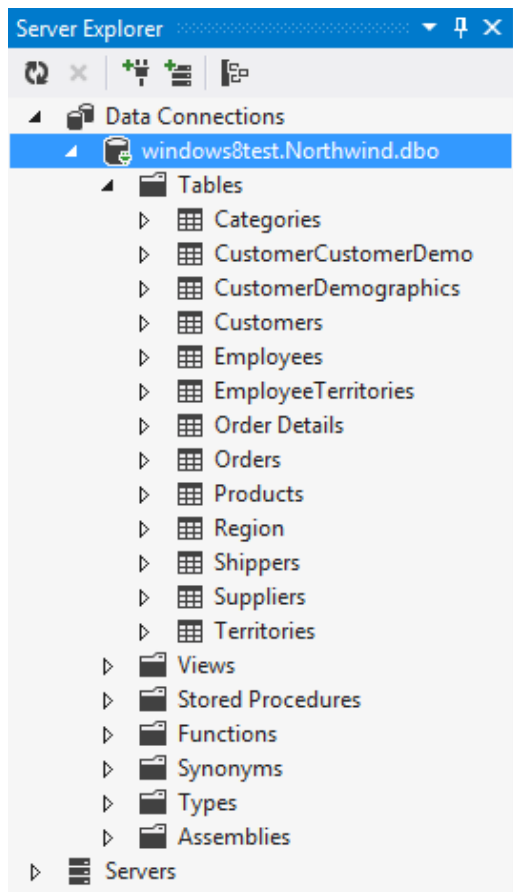 Server Explorer
Data Connections
windows8test.Northwind.dbo
Tables
Categories
CustomerCustomerDemo
CustomerDemographics
Customers
Employees
EmployeeTerritories
Order Details
Orders
Products
Region
Shippers
Suppliers
Territories
Views
Stored Procedures
Functions
Synonyms
Types
Assemblies
Servers